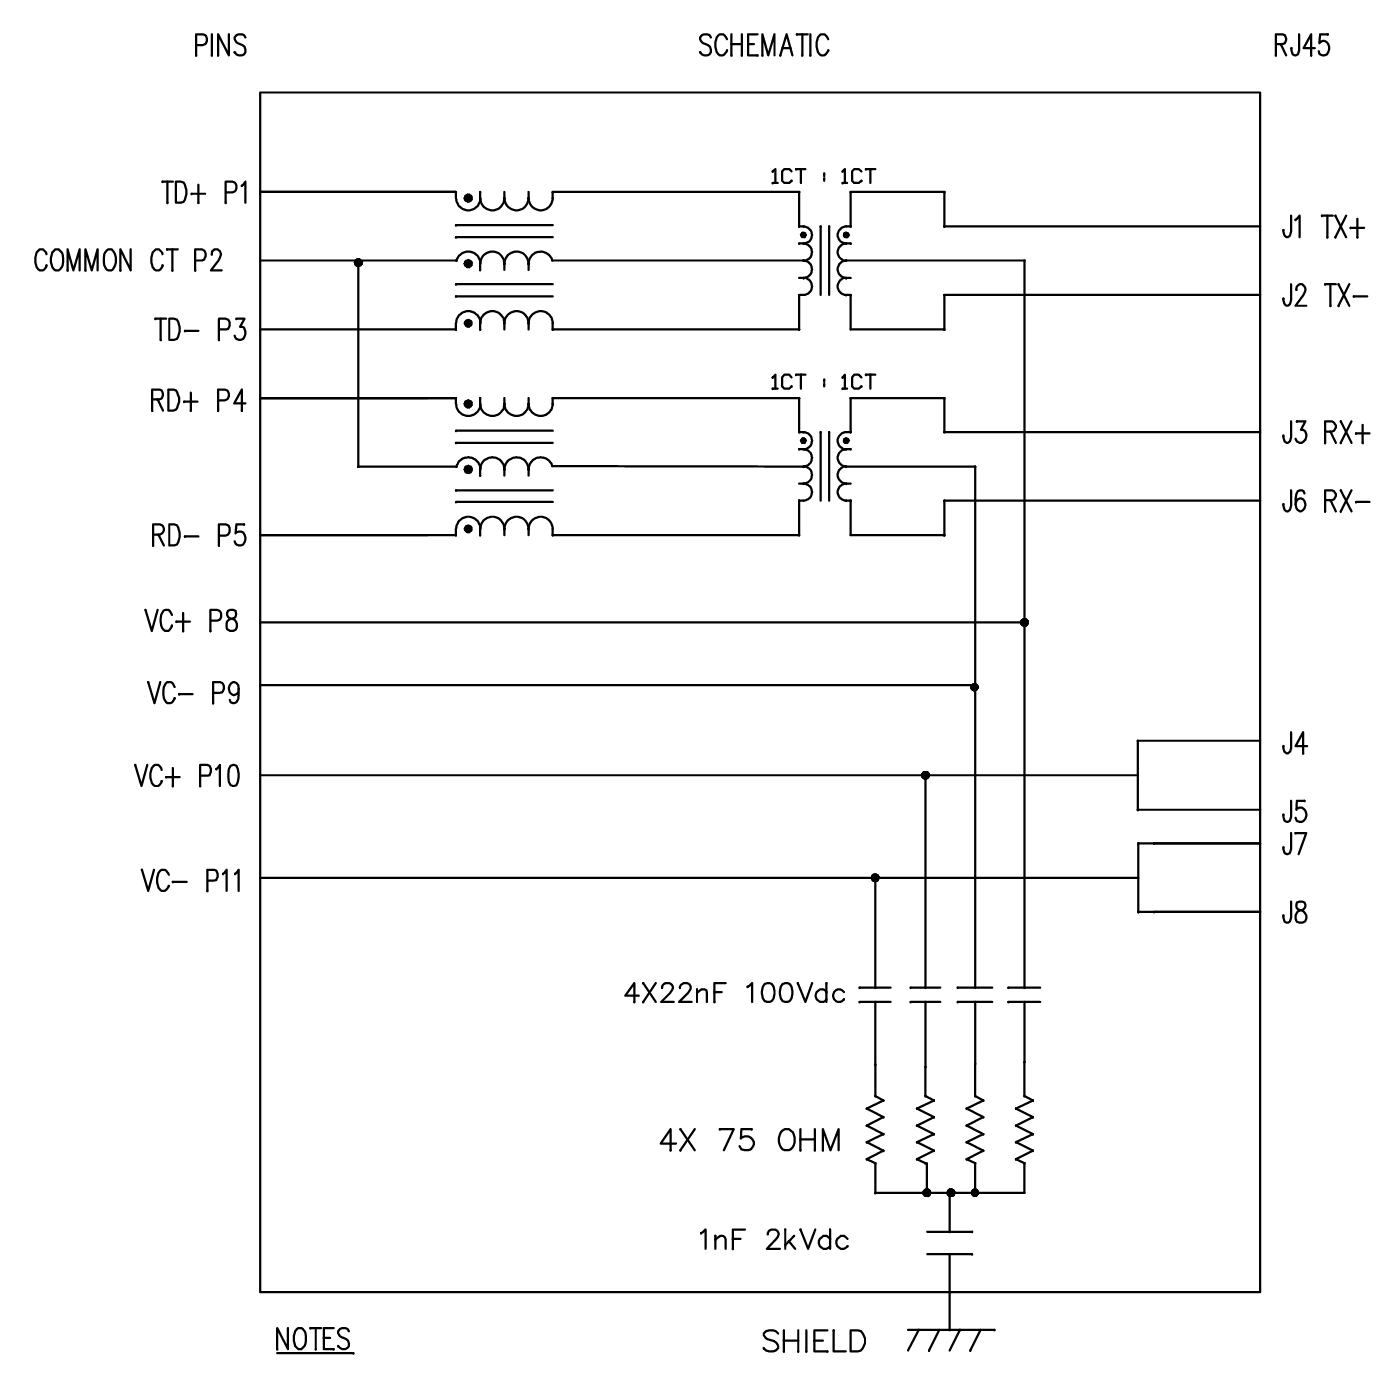 PINS SCHEMATIC RJ45
1CT : 1CT
TD+ P1
J1 TX+
COMMON CT P2
J2 TX-
TD- P3
1CT : 1CT
RD+ P4
J3 RX+
J6 RX-
RD- P5
VC+ P8
VC- P9
J4
VC+ P10
J5
J7
VC- P11
J8
4X22nF 100Vdc
4X 75 OHM
1nF 2kVdc
NOTES
SHIELD